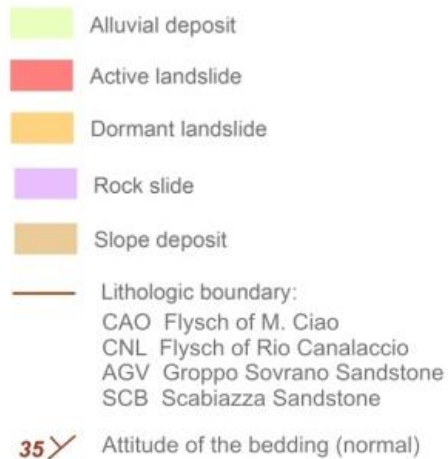 Alluvial deposit
Active landslide
Dormant landslide
Rock slide
Slope deposit
Lithologic boundary:
CAO Flysch of M. Ciao
CNL Flysch of Rio Canalaccio
AGV Groppo Sovrano Sandstone
SCB Scabiazza Sandstone
35 Attitude of the bedding (normal)